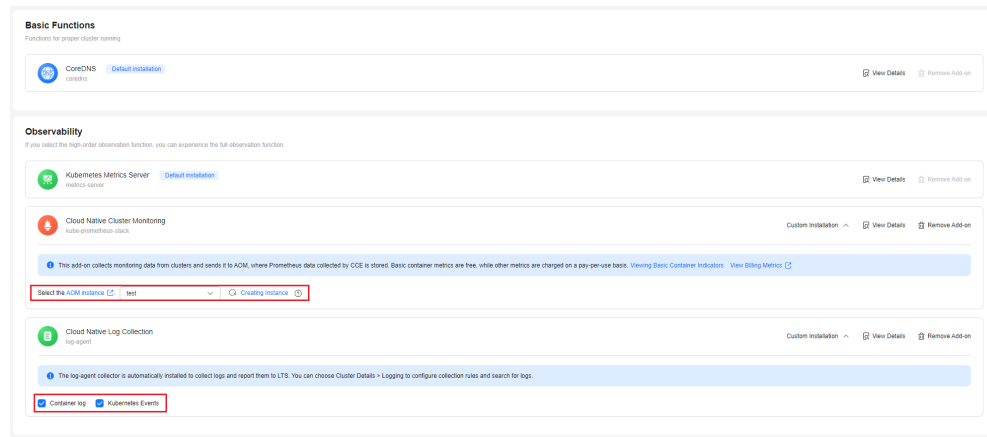 Basic Functions
Functions for proper cluster running
CoreDNS Default installation
coredns
View Details Remove Add-on
Observability
If you select the high-order observation function, you can experience the full observation function.
Kubernetes Metrics Server Default installation
metrics-server
View Details Remove Add-on
Cloud Native Cluster Monitoring
kube-prometheus-stack
Custom Installation View Details Remove Add-on
This add-on collects monitoring data from clusters and sends it to AOM, where Prometheus data collected by CCE is stored. Basic container metrics are free, while other metrics are charged on a pay-per-use basis. Viewing Basic Container Indicators View Billing Metrics
Select the AOM instance : test Creating Instance
Cloud Native Log Collection
log-agent
Custom Installation View Details Remove Add-on
The log-agent collector is automatically installed to collect logs and report them to LTS. You can choose Cluster Details > Logging to configure collection rules and search for logs.
Container log Kubernetes Events